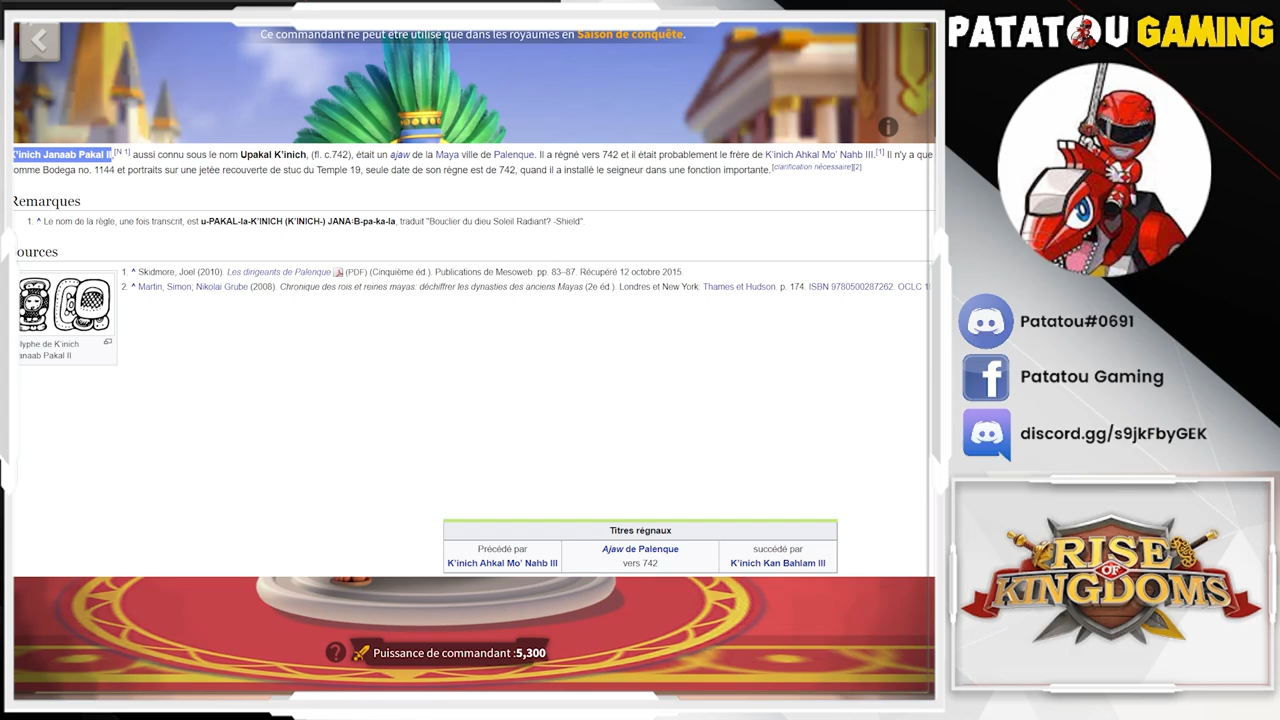 Ce commandant ne peut être utilisé que dans les royaumes en Saison de conquête.
PATATOU GAMING
'inich Janaab Pakal II,[N 1] aussi connu sous le nom Upakal K'inich, (fl. c.742), était un ajaw de la Maya ville de Palenque. Il a régné vers 742 et il était probablement le frère de K'inich Ahkal Mo' Nahb III.[1] Il n'y a que
omme Bodega no. 1144 et portraits sur une jetée recouverte de stuc du Temple 19, seule date de son règne est de 742, quand il a installé le seigneur dans une fonction importante.[clarification nécessaire][2]
Remarques
1. ^ Le nom de la règle, une fois transcrit, est u-PAKAL-la-K'INICH (K'INICH-) JANA:B-pa-ka-la, traduit "Bouclier du dieu Soleil Radiant? -Shield".
ources
1. ^ Skidmore, Joel (2010). Les dirigeants de Palenque (PDF) (Cinquième éd.). Publications de Mesoweb. pp. 83–87. Récupéré 12 octobre 2015.
2. ^ Martin, Simon; Nikolai Grube (2008). Chronique des rois et reines mayas: déchiffrer les dynasties des anciens Mayas (2e éd.). Londres et New York: Thames et Hudson. p. 174. ISBN 9780500287262. OCLC
lyphe de K'inich
anaab Pakal II
Patatou#0691
Patatou Gaming
discord.gg/s9jkFbyGEK
Titres régnaux
Précédé par
K'inich Ahkal Mo' Nahb III
Ajaw de Palenque
vers 742
succédé par
K'inich Kan Bahlam III
Puissance de commandant :5,300
RISE
OF
KINGDOMS